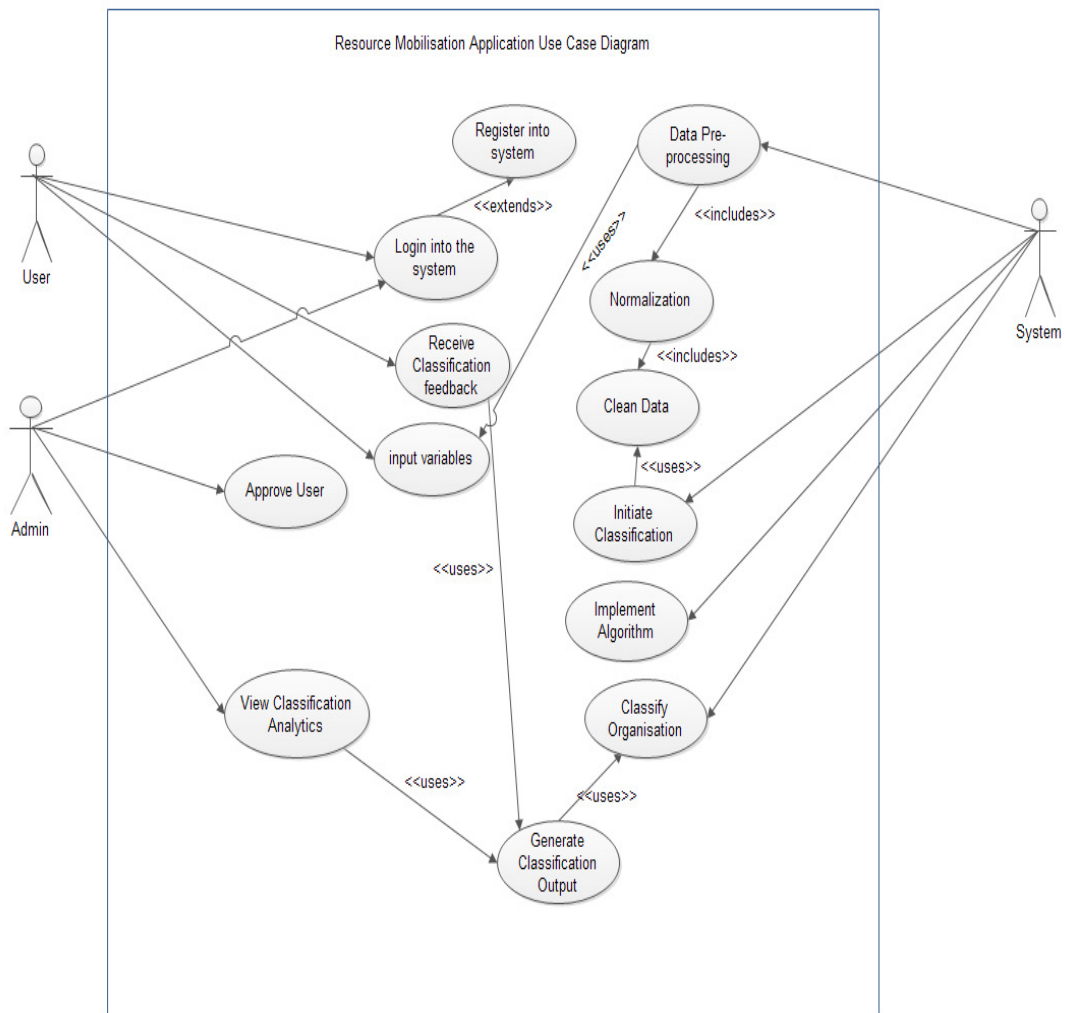 Resource Mobilisation Application Use Case Diagram
Register into
system
Data Pre-
processing
<<extends>>
<<includes>>
<<uses>>
User
Login into the
system
Normalization
System
<<includes>>
Receive
Classification
feedback
Clean Data
input variables
<<uses>>
Approve User
Admin
Initiate
Classification
<<uses>>
Implement
Algorithm
View Classification
Analytics
Classify
Organisation
<<uses>>
<<uses>>
Generate
Classification
Output